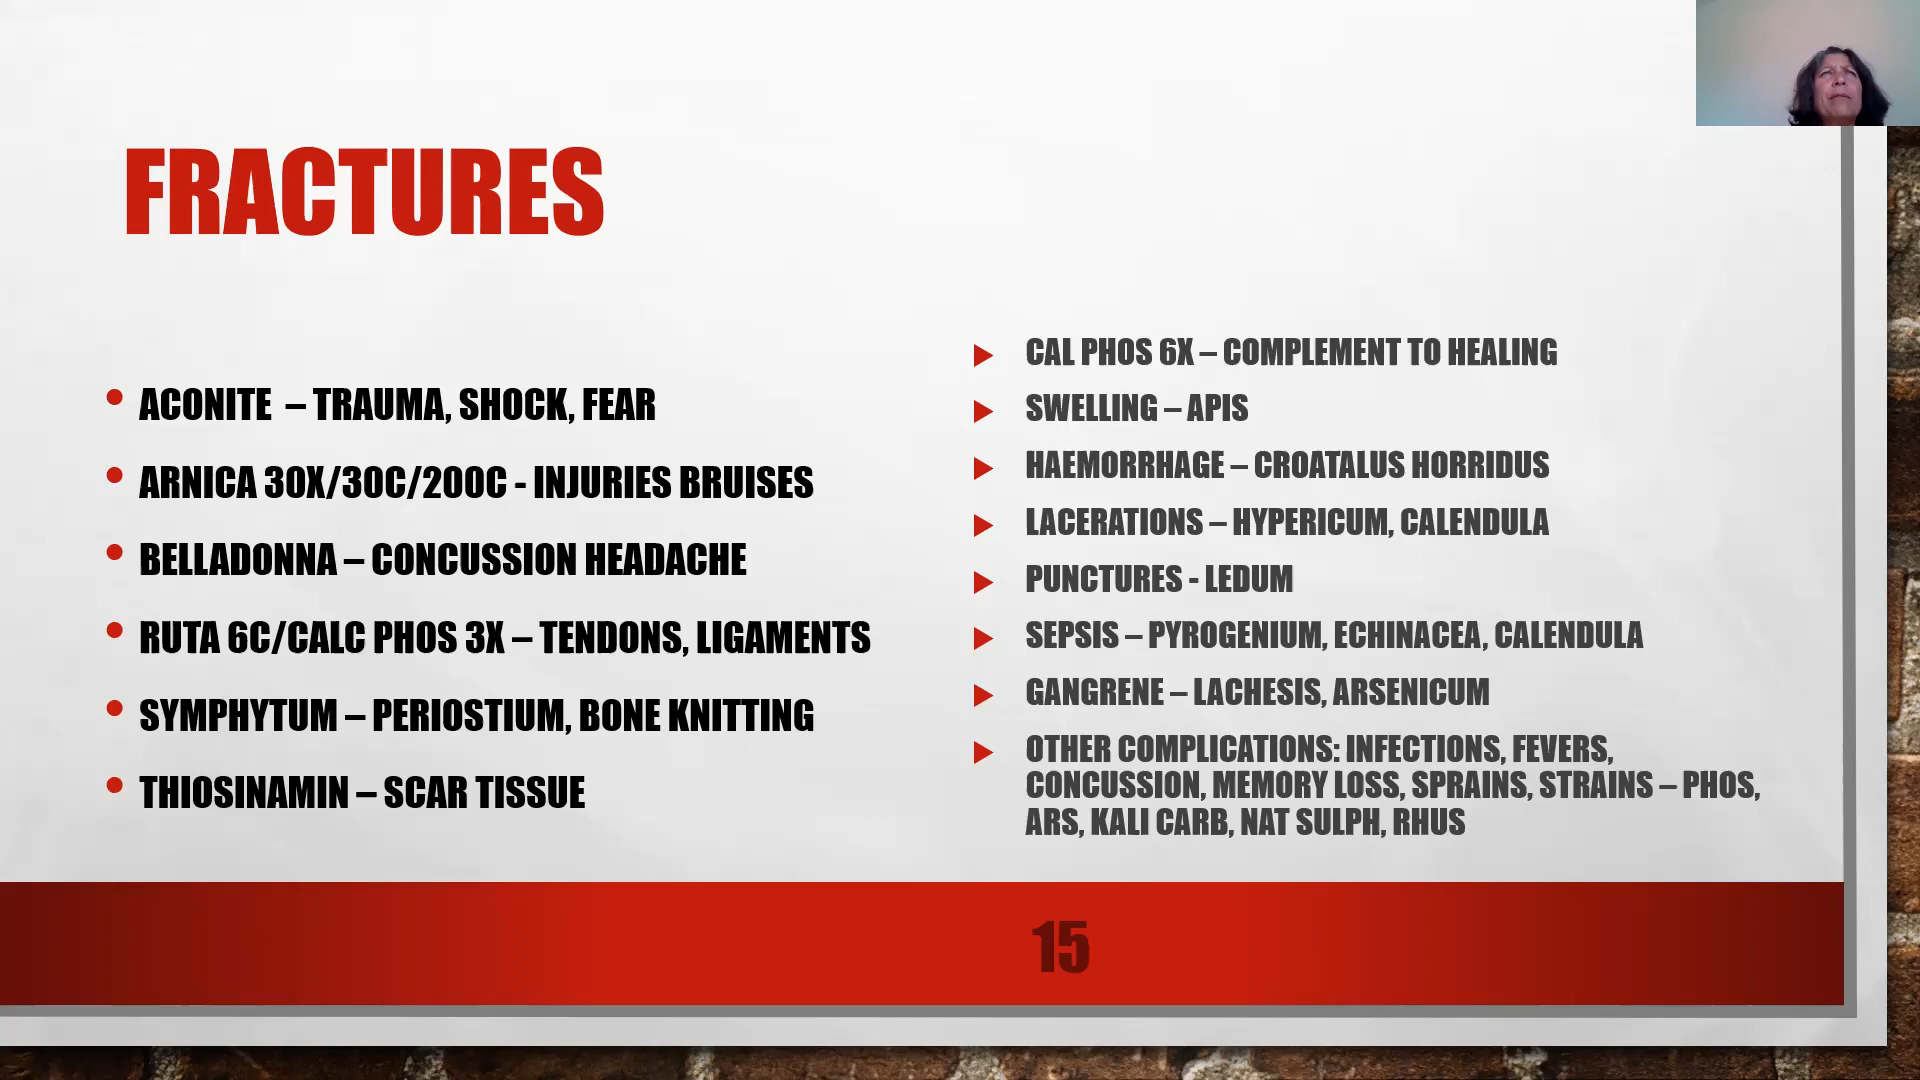 FRACTURES
• ACONITE – TRAUMA, SHOCK, FEAR
• ARNICA 30X/30C/200C - INJURIES BRUISES
• BELLADONNA – CONCUSSION HEADACHE
• RUTA 6C/CALC PHOS 3X – TENDONS, LIGAMENTS
• SYMPHYTUM – PERIOSTIUM, BONE KNITTING
• THIOSINAMIN – SCAR TISSUE
CAL PHOS 6X – COMPLEMENT TO HEALING
SWELLING – APIS
HAEMORRHAGE – CROATALUS HORRIDUS
LACERATIONS – HYPERICUM, CALENDULA
PUNCTURES - LEDUM
SEPSIS – PYROGENIUM, ECHINACEA, CALENDULA
GANGRENE – LACHESIS, ARSENICUM
OTHER COMPLICATIONS: INFECTIONS, FEVERS,
CONCUSSION, MEMORY LOSS, SPRAINS, STRAINS – PHOS,
ARS, KALI CARB, NAT SULPH, RHUS
15